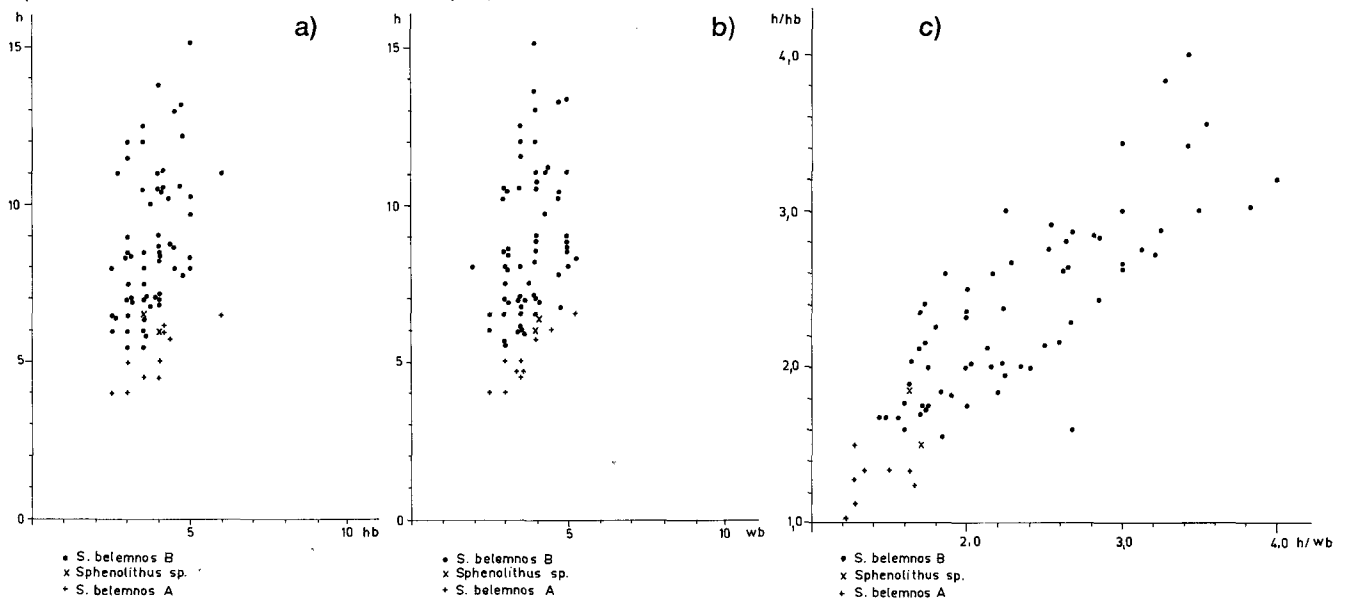 a)
h
15
10
5
0
5 hb
10
• S. belemnos B
x Sphenolithus sp.
+ S. belemnos A
b)
h
15
10
5
0
5
10 wb
• S. belemnos B
x Sphenolithus sp.
+ S. belemnos A
c)
h/hb
4,0
3,0
2,0
1,0
2.0
3,0
4.0 h/wb
• S. belemnos B
x Sphenolithus sp.
+ S. belemnos A